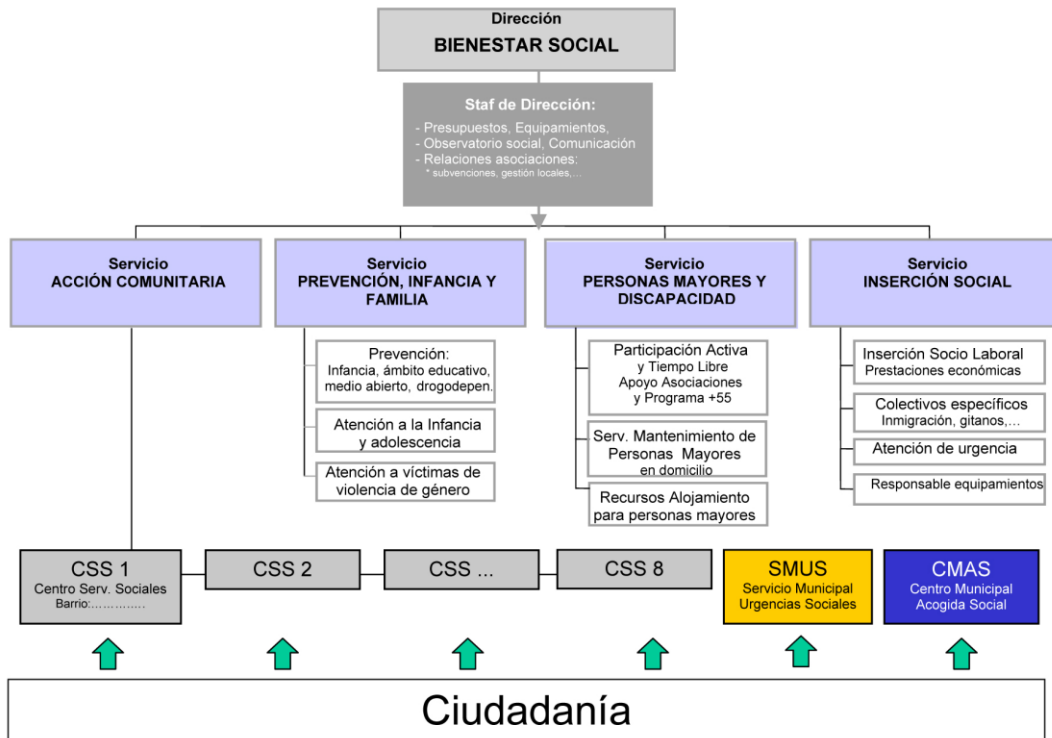 Dirección
BIENESTAR SOCIAL
Staf de Dirección:
- Presupuestos, Equipamientos,
- Observatorio social, Comunicación
- Relaciones asociaciones:
* subvenciones, gestión locales,...
Servicio
ACCIÓN COMUNITARIA
Servicio
PREVENCIÓN, INFANCIA Y
FAMILIA
Servicio
PERSONAS MAYORES Y
DISCAPACIDAD
Servicio
INSERCIÓN SOCIAL
Prevención:
Infancia, ámbito educativo,
medio abierto, drogodepen.
Atención a la Infancia
y adolescencia
Atención a víctimas de
violencia de género
Participación Activa
y Tiempo Libre
Apoyo Asociaciones
y Programa +55
Serv. Mantenimiento de
Personas Mayores
en domicilio
Recursos Alojamiento
para personas mayores
Inserción Socio Laboral
Prestaciones económicas
Colectivos específicos
Inmigración, gitanos,...
Atención de urgencia
Responsable equipamientos
CSS 1
Centro Serv. Sociales
Barrio:..............
CSS 2
CSS ...
CSS 8
SMUS
Servicio Municipal
Urgencias Sociales
CMAS
Centro Municipal
Acogida Social
Ciudadanía